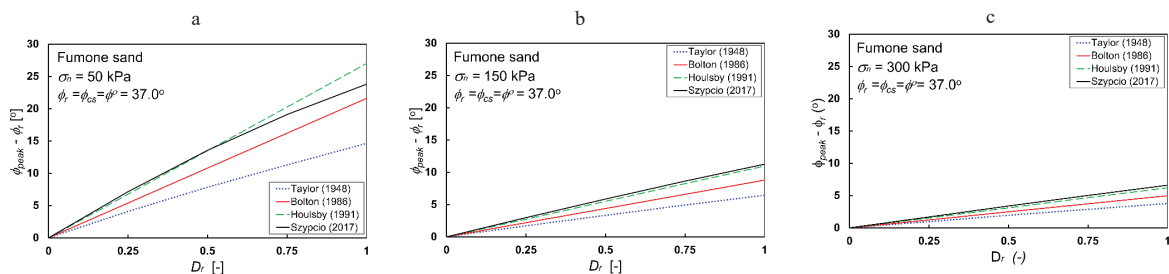 a
30
25
20
15
10
5
0
ϕpeak - ϕr [°]
Fumone sand
σn = 50 kPa
ϕr =ϕcs=ϕo = 37.0o
Taylor (1948)
Bolton (1986)
Houlsby (1991)
Szypcio (2017)
0 0.25 0.5 0.75 1
Dr [-]
b
30
25
20
15
10
5
0
ϕpeak - ϕr [°]
Fumone sand
σn = 150 kPa
ϕr =ϕcs=ϕo = 37.0o
Taylor (1948)
Bolton (1986)
Houlsby (1991)
Szypcio (2017)
0 0.25 0.5 0.75 1
Dr [-]
c
30
25
20
15
10
5
0
ϕpeak - ϕr (o)
Fumone sand
σn = 300 kPa
ϕr =ϕcs=ϕo= 37.0o
Taylor (1948)
Bolton (1986)
Houlsby (1991)
Szypcio (2017)
0 0.25 0.5 0.75 1
Dr (-)